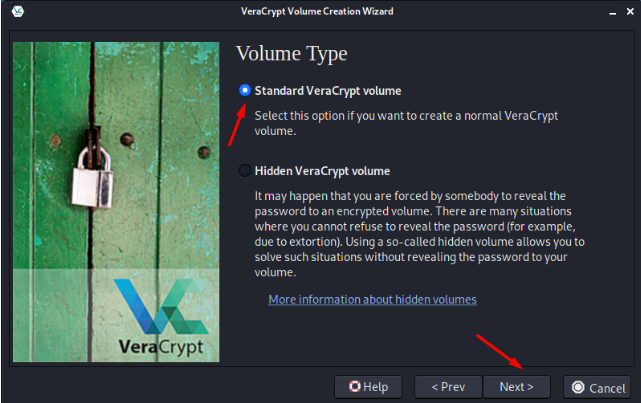 VeraCrypt Volume Creation Wizard
Volume Type
Standard VeraCrypt volume
Select this option if you want to create a normal VeraCrypt
volume.
Hidden VeraCrypt volume
It may happen that you are forced by somebody to reveal the
password to an encrypted volume. There are many situations
where you cannot refuse to reveal the password (for example,
due to extortion). Using a so-called hidden volume allows you to
solve such situations without revealing the password to your
volume.
More information about hidden volumes
VeraCrypt
Help
< Prev
Next >
Cancel